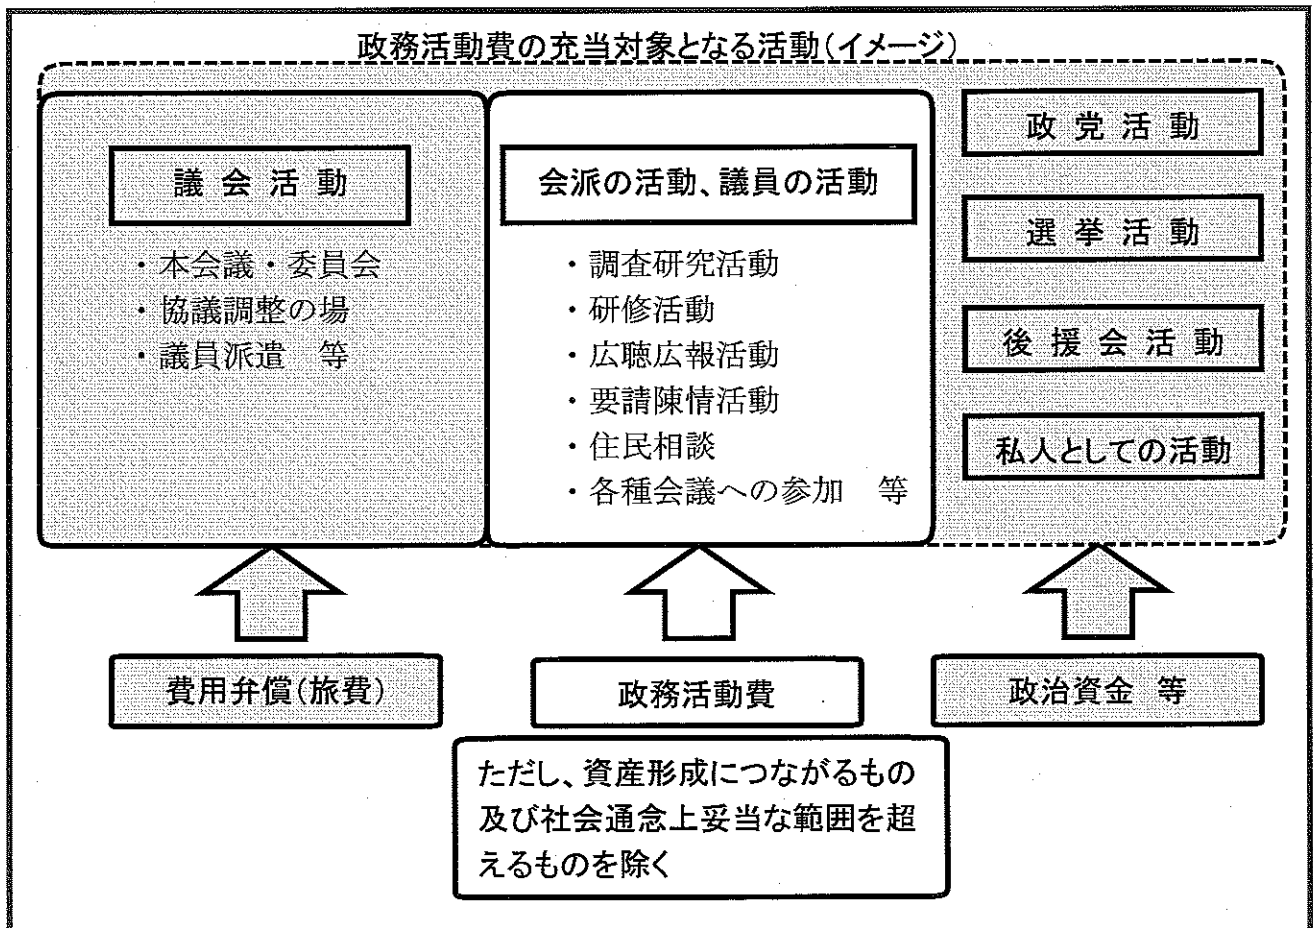 政務活動費の充当対象となる活動（イメージ）
議会活動
・本会議・委員会
・協議調整の場
・議員派遣　等
会派の活動、議員の活動
・調査研究活動
・研修活動
・広聴広報活動
・要請陳情活動
・住民相談
・各種会議への参加　等
政党活動
選挙活動
後援会活動
私人としての活動
費用弁償（旅費）
政務活動費
政治資金　等
ただし、資産形成につながるもの
及び社会通念上妥当な範囲を超
えるものを除く